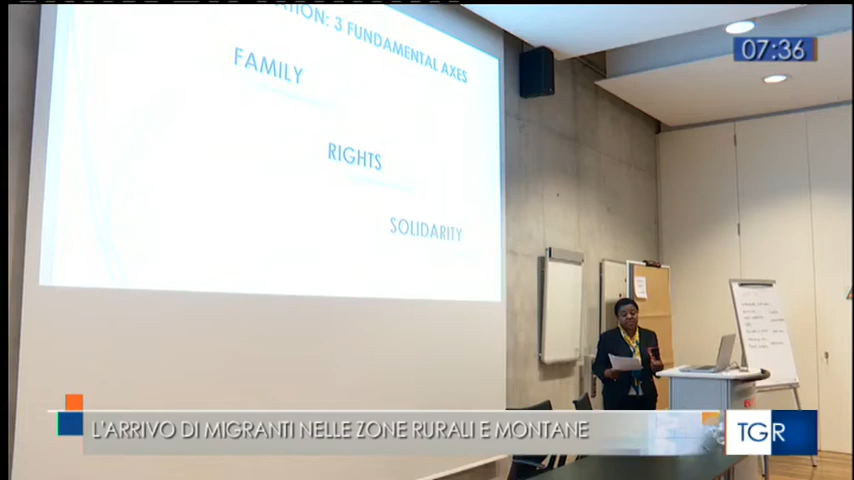 ATION: 3 FUNDAMENTAL AXES
07:36
FAMILY
RIGHTS
SOLIDARITY
L'ARRIVO DI MIGRANTI NELLE ZONE RURALI E MONTANE
TGR